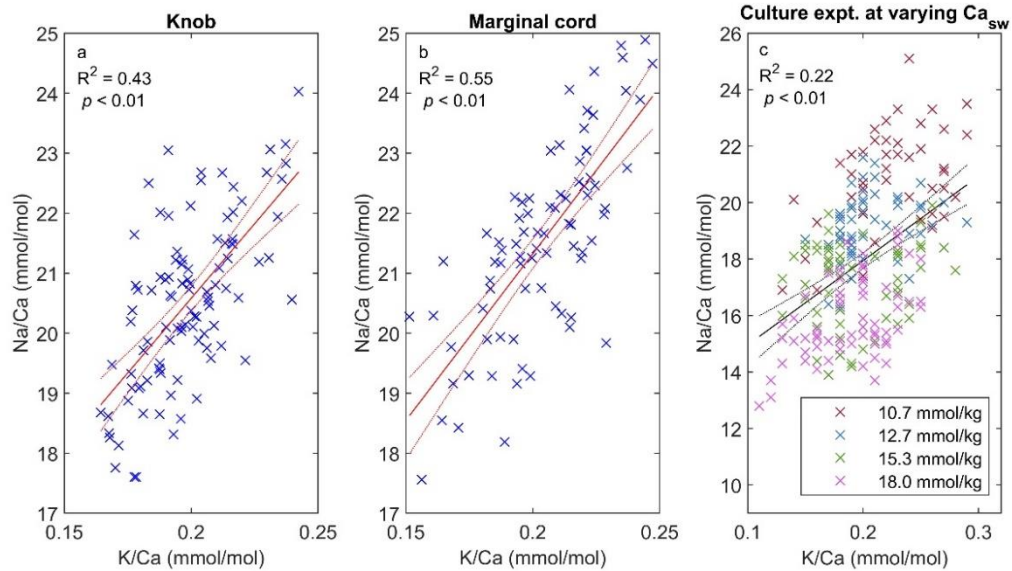 Knob
a
R² = 0.43
p < 0.01
25
24
23
22
21
20
19
18
17
Na/Ca (mmol/mol)
0.15
0.2
0.25
K/Ca (mmol/mol)
Marginal cord
b
R² = 0.55
p < 0.01
25
24
23
22
21
20
19
18
17
Na/Ca (mmol/mol)
0.15
0.2
0.25
K/Ca (mmol/mol)
Culture expt. at varying Ca_sw
c
R² = 0.22
p < 0.01
26
24
22
20
18
16
14
12
10
Na/Ca (mmol/mol)
10.7 mmol/kg
12.7 mmol/kg
15.3 mmol/kg
18.0 mmol/kg
0.1
0.2
0.3
K/Ca (mmol/mol)